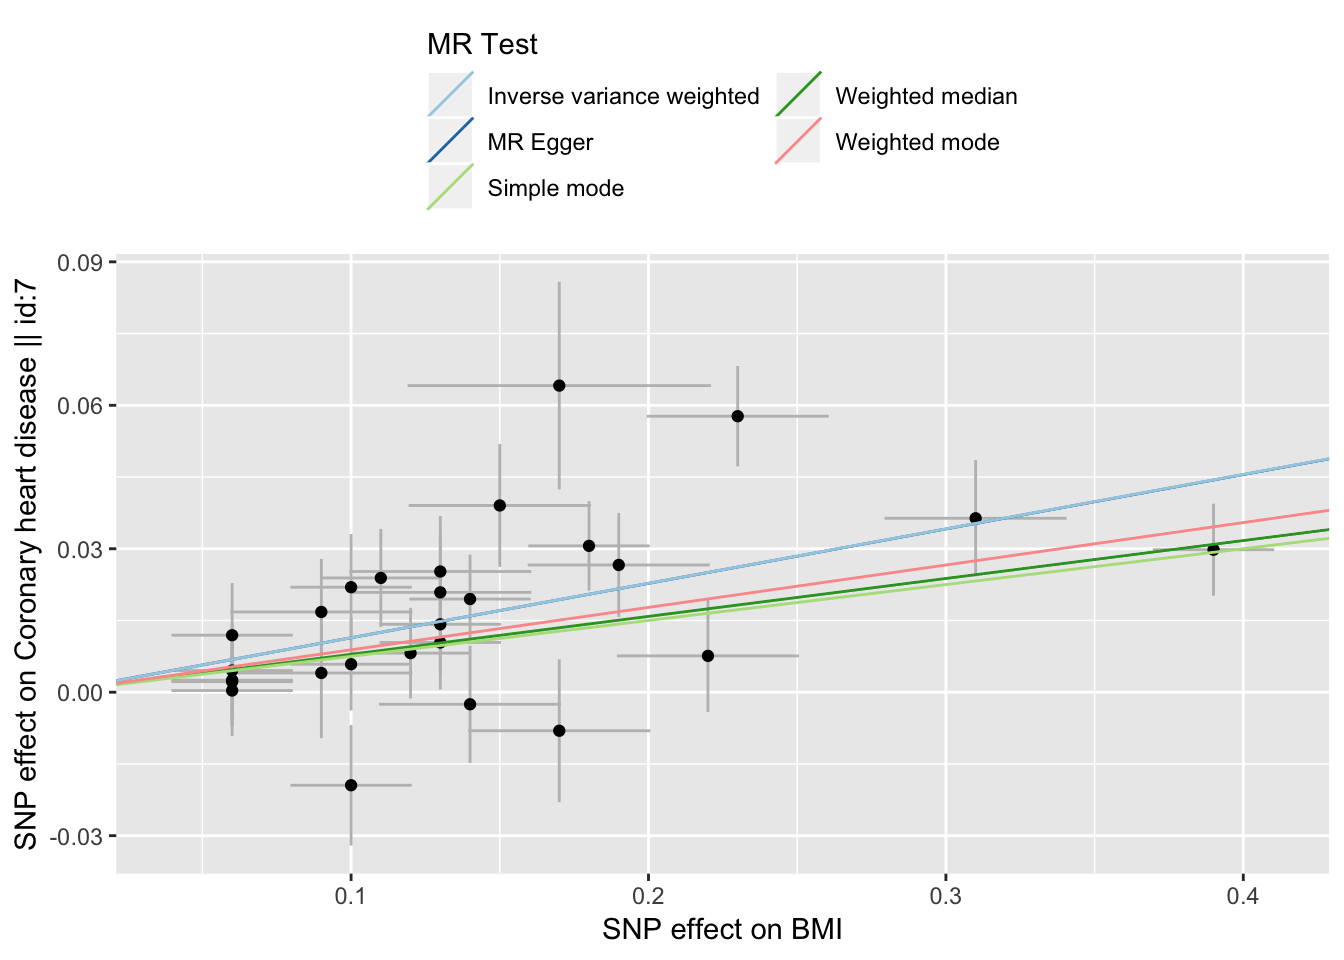 MR Test
Inverse variance weighted
Weighted median
MR Egger
Weighted mode
Simple mode
SNP effect on Coronary heart disease || id:7
0.09
0.06
0.03
0.00
-0.03
0.1
0.2
0.3
0.4
SNP effect on BMI